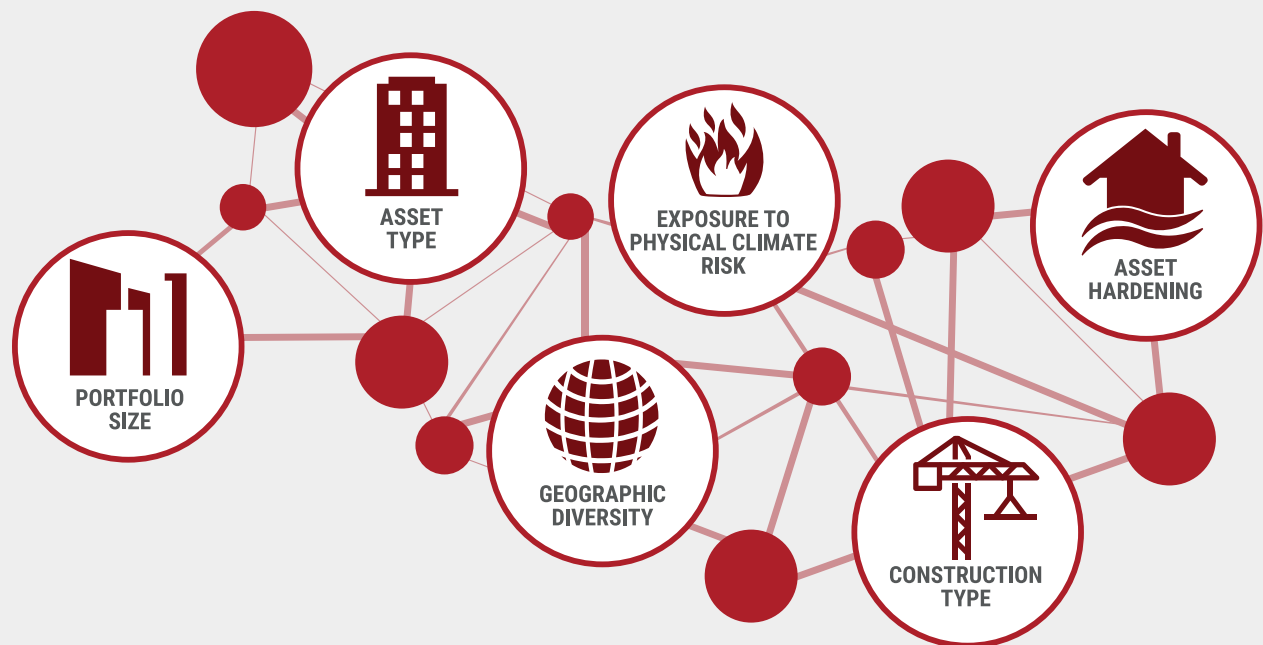 ASSET
TYPE
EXPOSURE TO
PHYSICAL CLIMATE
RISK
ASSET
HARDENING
PORTFOLIO
SIZE
GEOGRAPHIC
DIVERSITY
CONSTRUCTION
TYPE